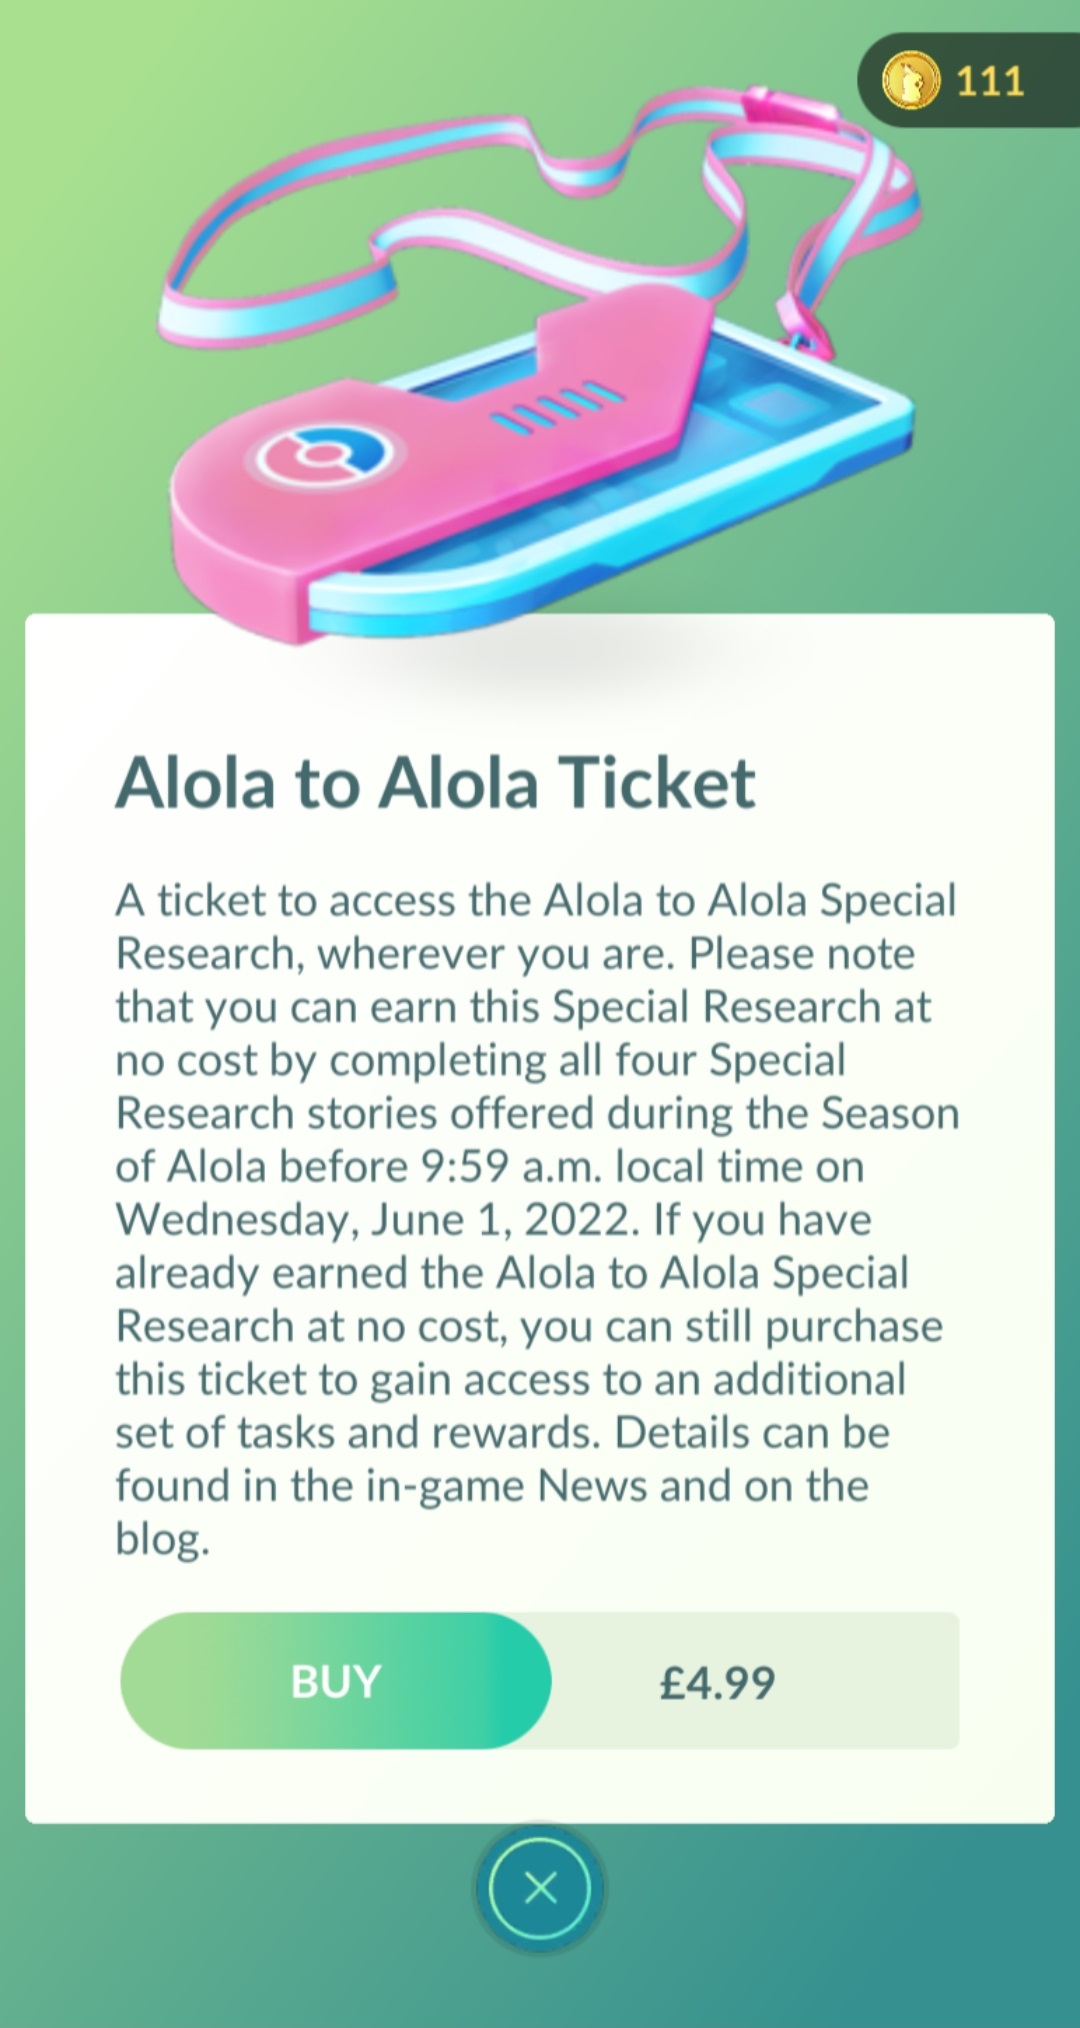 111
Alola to Alola Ticket
A ticket to access the Alola to Alola Special
Research, wherever you are. Please note
that you can earn this Special Research at
no cost by completing all four Special
Research stories offered during the Season
of Alola before 9:59 a.m. local time on
Wednesday, June 1, 2022. If you have
already earned the Alola to Alola Special
Research at no cost, you can still purchase
this ticket to gain access to an additional
set of tasks and rewards. Details can be
found in the in-game News and on the
blog.
BUY £4.99